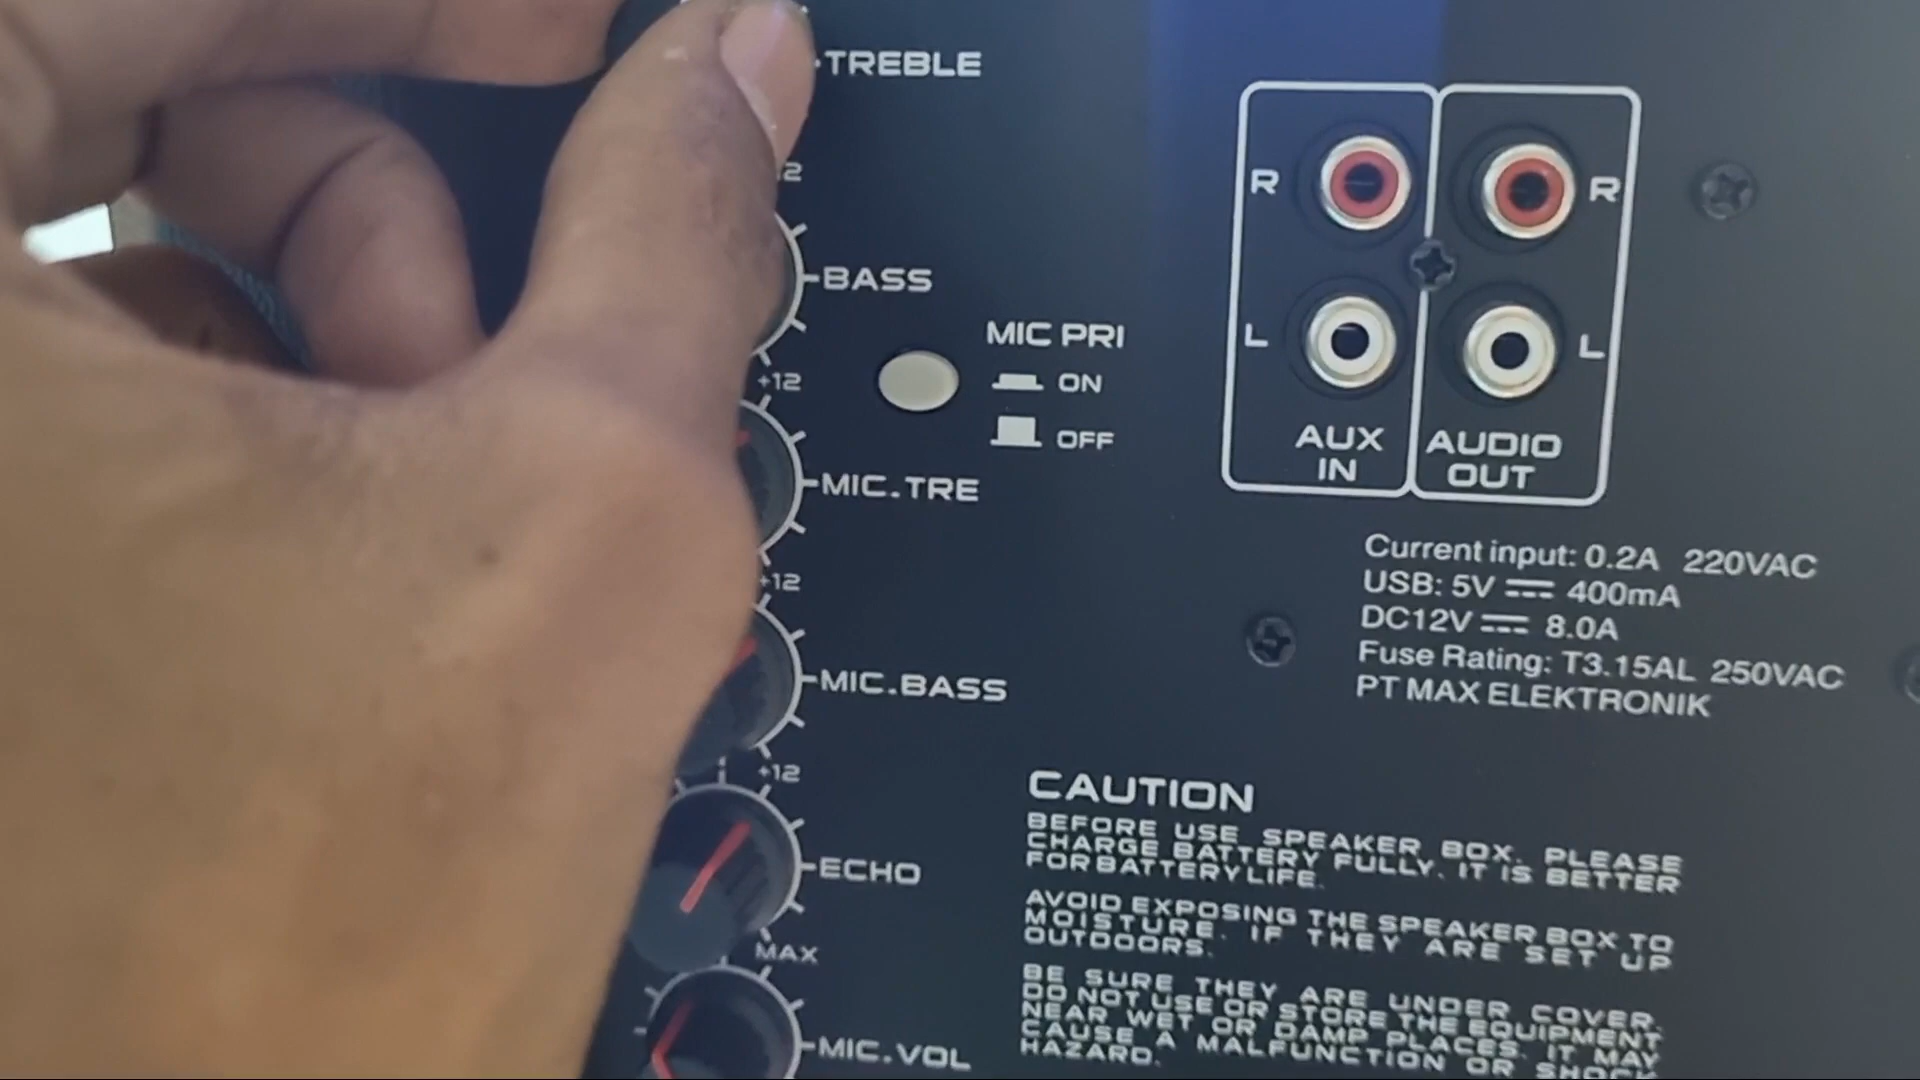 TREBLE
BASS
+12
MIC PRI
ON
OFF
MIC.TRE
+12
MIC.BASS
+12
ECHO
MAX
MIC.VOL
R
R
L
L
AUX
IN
AUDIO
OUT
Current input: 0.2A 220VAC
USB: 5V 400mA
DC12V 8.0A
Fuse Rating: T3.15AL 250VAC
PT MAX ELEKTRONIK
CAUTION
BEFORE USE SPEAKER BOX. PLEASE
CHARGE BATTERY FULLY. IT IS BETTER
FOR BATTERY LIFE.
AVOID EXPOSING THE SPEAKER BOX TO
MOISTURE. IF THEY ARE SET UP
OUTDOORS.
BE SURE THEY ARE UNDER COVER.
DO NOT USE OR STORE THE EQUIPMENT
NEAR WET OR DAMP PLACES. IT MAY
CAUSE A MALFUNCTION OR SHOCK
HAZARD.